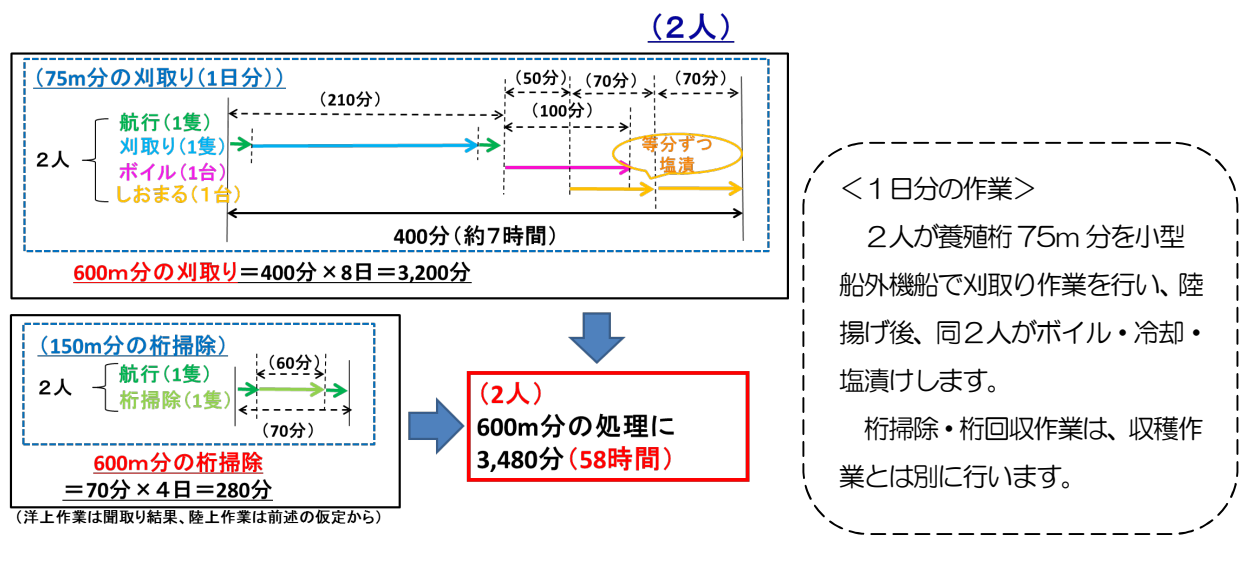 （２人）
（75m分の刈取り（1日分））
（50分）
（70分）
（70分）
（210分）
（100分）
航行（1隻）
刈取り（1隻）
ボイル（1台）
しおまる（１台）
２人
等分ずつ
塩漬
400分（約７時間）
600ｍ分の刈取り＝400分×8日＝3,200分
（150m分の桁掃除）
２人
航行（1隻）
桁掃除（1隻）
（60分）
（70分）
600ｍ分の桁掃除
＝70分×４日＝280分
（洋上作業は聞取り結果、陸上作業は前述の仮定から）
（2人）
600m分の処理に
3,480分（58時間）
＜１日分の作業＞
２人が養殖桁 75m 分を小型
船外機船で刈取り作業を行い、陸
揚げ後、同２人がボイル・冷却・
塩漬けします。
桁掃除・桁回収作業は、収穫作
業とは別に行います。